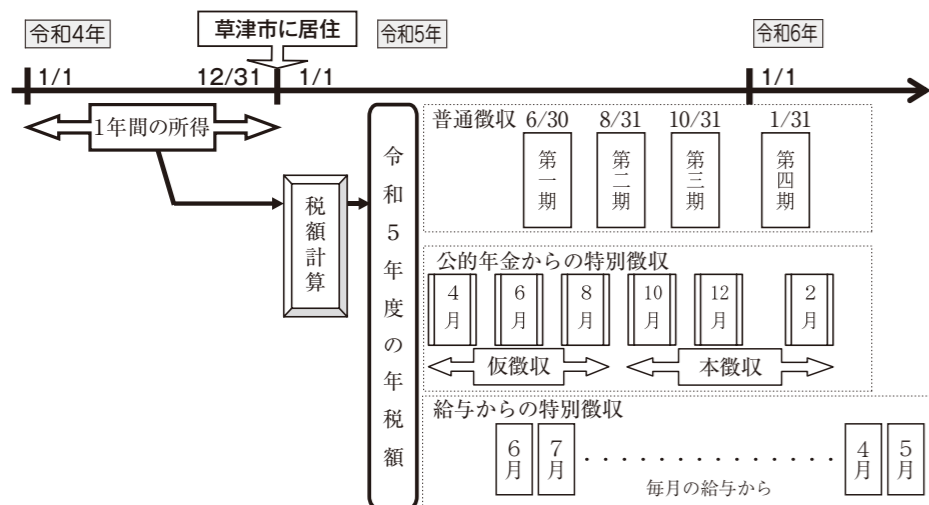 令和4年
草津市に居住
令和5年
令和6年
1/1
12/31
1/1
1/1
1年間の所得
税額計算
令和5年度の年税額
普通徴収
6/30
8/31
10/31
1/31
第一期
第二期
第三期
第四期
公的年金からの特別徴収
4月
6月
8月
10月
12月
2月
仮徴収
本徴収
給与からの特別徴収
6月
7月
・・・・・・・・・・・・・・
4月
5月
毎月の給与から